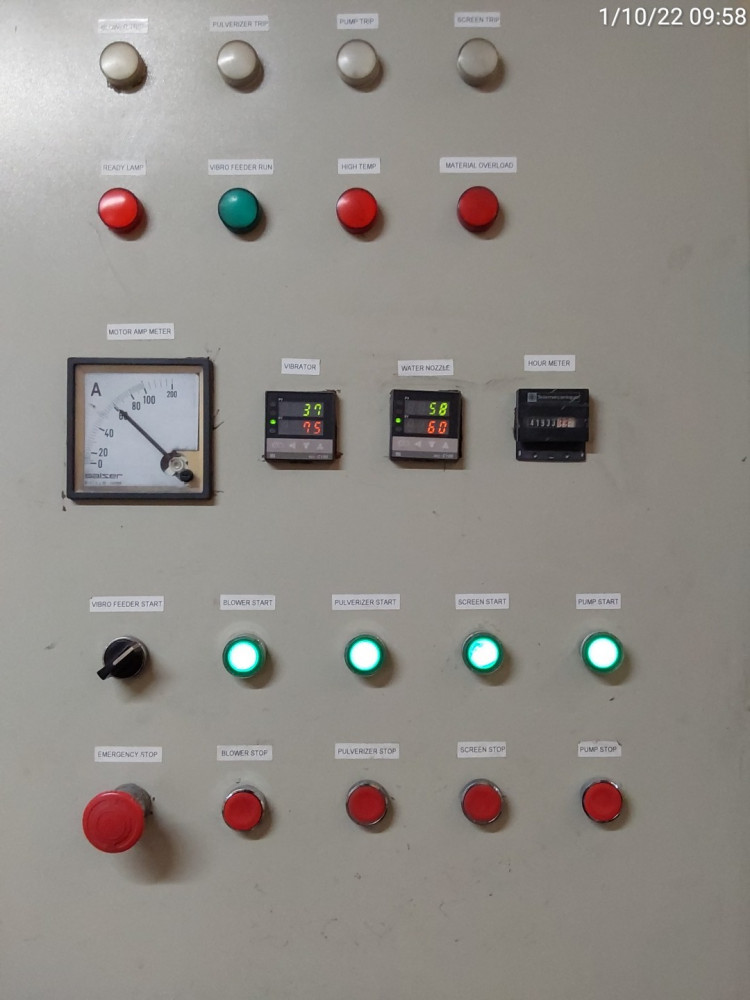 1/10/22 09:58
PULVERIZER TRIP
PUMP TRIP
SCREEN TRIP
READY LAMP
VIBRO FEEDER RUN
HIGH TEMP
MATERIAL OVERLOAD
MOTOR AMP METER
VIBRATOR
WATER NOZZLE
HOUR METER
A
0 20 40 60 80 100 200
37
75
58
60
VIBRO FEEDER START
BLOWER START
PULVERIZER START
SCREEN START
PUMP START
EMERGENCY STOP
BLOWER STOP
PULVERIZER STOP
SCREEN STOP
PUMP STOP